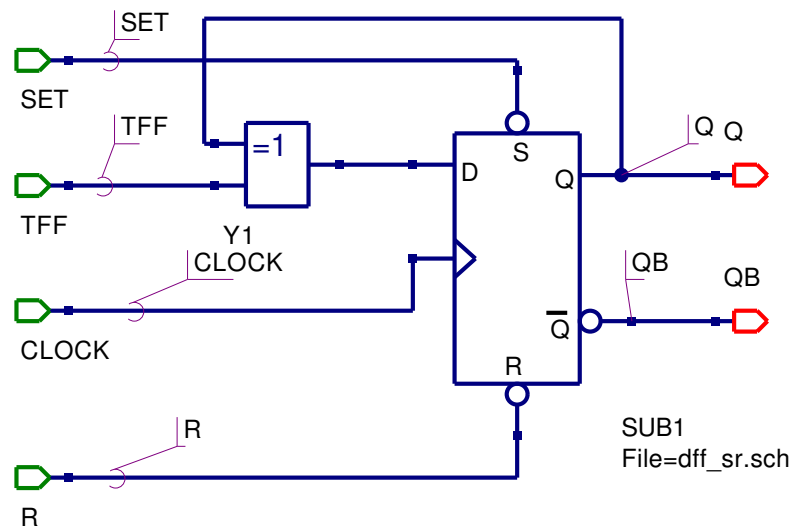 SET
SET
TFF
TFF
=1
Y1
CLOCK
CLOCK
D
S
Q
Q
R
Q Q
QB QB
R
R
SUB1
File=dff_sr.sch